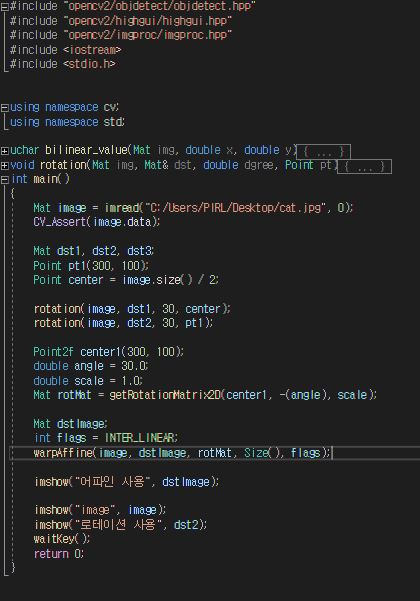 #include "opencv2/objdetect/objdetect.hpp"
#include "opencv2/highgui/highgui.hpp"
#include "opencv2/imgproc/imgproc.hpp"
#include <iostream>
#include <stdio.h>
using namespace cv;
using namespace std;
uchar bilinear_value(Mat img, double x, double y){ ... }
void rotation(Mat img, Mat& dst, double dgree, Point pt){ ... }
int main()
{
Mat image = imread("C:/Users/PIRL/Desktop/cat.jpg", 0);
CV_Assert(image.data);
Mat dst1, dst2, dst3;
Point pt1(300, 100);
Point center = image.size() / 2;
rotation(image, dst1, 30, center);
rotation(image, dst2, 30, pt1);
Point2f center1(300, 100);
double angle = 30.0;
double scale = 1.0;
Mat rotMat = getRotationMatrix2D(center1, -(angle), scale);
Mat dstImage;
int flags = INTER_LINEAR;
warpAffine(image, dstImage, rotMat, Size(), flags);
imshow("어파인 사용", dstImage);
imshow("image", image);
imshow("로테이션 사용", dst2);
waitKey();
return 0;
}